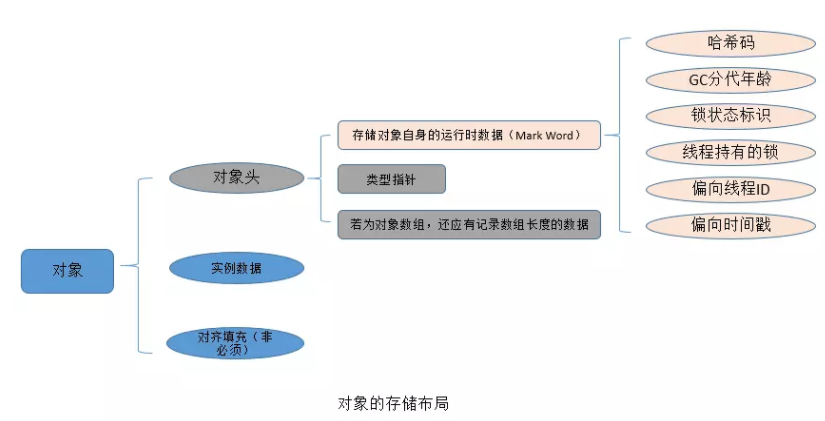 对象
对象头
实例数据
对齐填充（非
必须）
存储对象自身的运行时数据（Mark Word）
类型指针
若为对象数组，还应有记录数组长度的数据
哈希码
GC分代年龄
锁状态标识
线程持有的锁
偏向线程ID
偏向时间戳
对象的存储布局